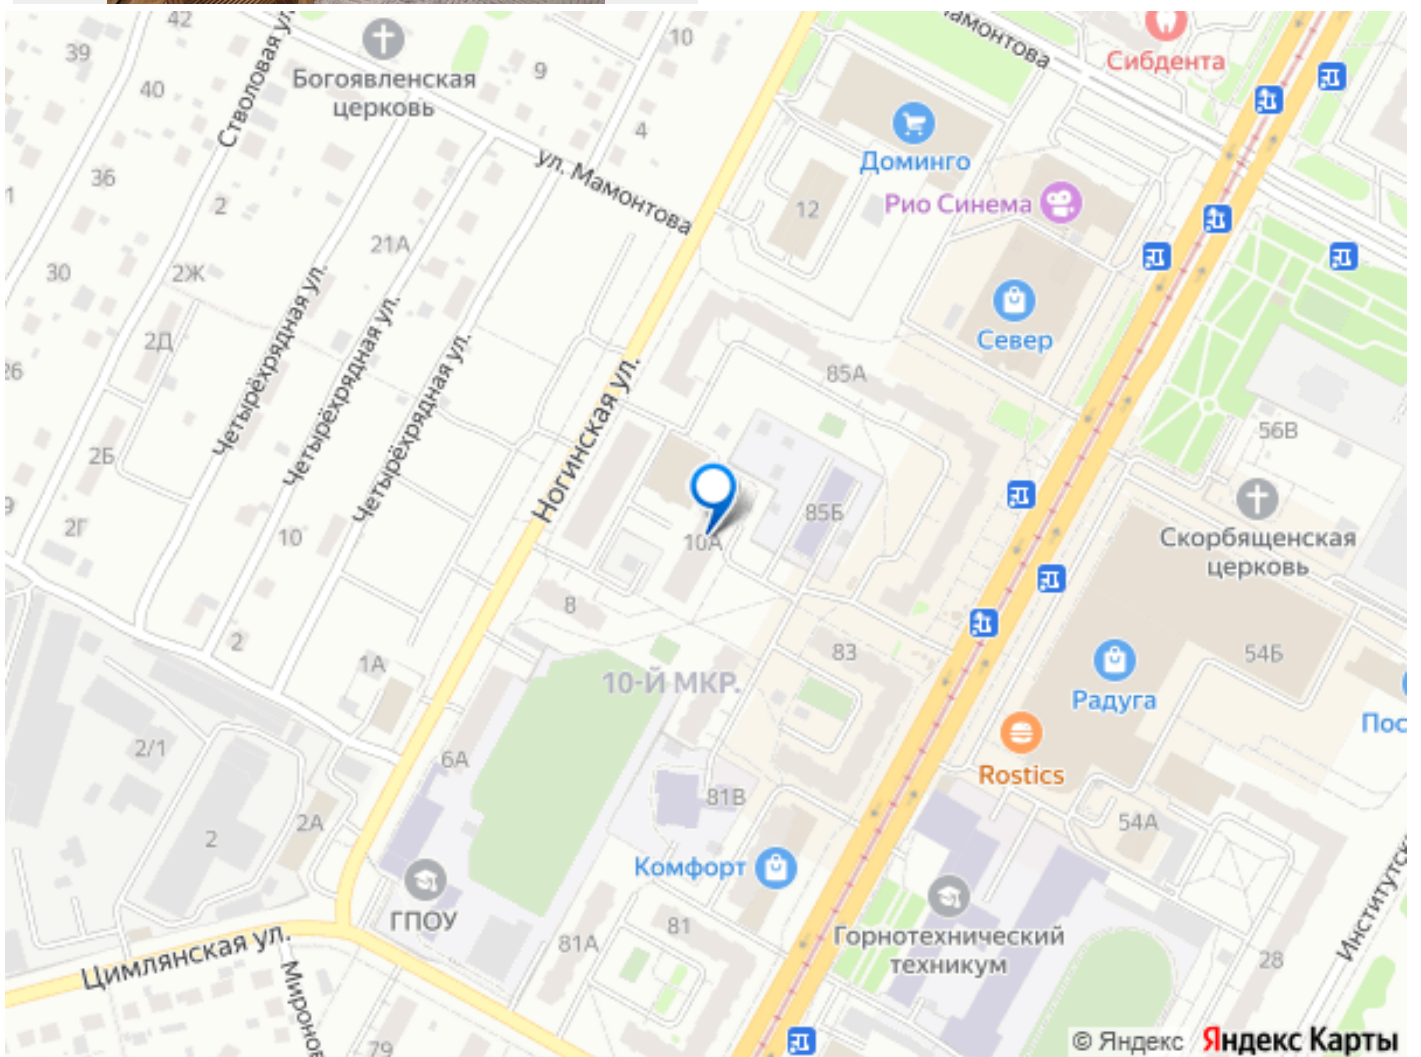 42
39
40
Стволовая ул.
Богоявленская
церковь
10
9
4
Мамонтова
Сибдента
ул. Мамонтова
Доминго
Рио Синема
12
36
2
21А
30
2Ж
2Д
Север
85А
Четырёхрядная ул.
Четырёхрядная ул.
Четырёхрядная ул.
Ногинская ул.
26
2Б
2Г
10
56В
85Б
10А
Скорбященская
церковь
8
2
1А
83
10-Й МКР.
54Б
Радуга
Пос
2/1
6А
Rostics
81В
2А
2
54А
Комфорт
ГПОУ
Горнотехнический
техникум
Институтск
81
81А
28
Цимлянская ул.
Миронов
79
© Яндекс Яндекс Карты